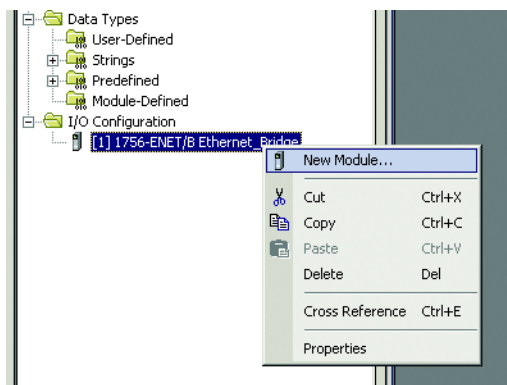 Data Types
User-Defined
Strings
Predefined
Module-Defined
I/O Configuration
[1] 1756-ENET/B Ethernet_Bridge
New Module...
Cut Ctrl+X
Copy Ctrl+C
Paste Ctrl+V
Delete Del
Cross Reference Ctrl+E
Properties